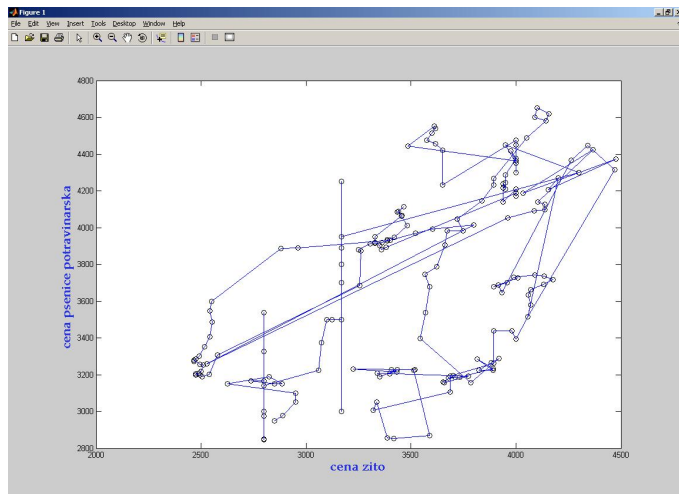 Figure 1
File Edit View Insert Tools Desktop Window Help
4800
4600
4400
4200
4000
3800
3600
3400
3200
3000
2800
cena psenice potravinarska
2000 2500 3000 3500 4000 4500
cena zito